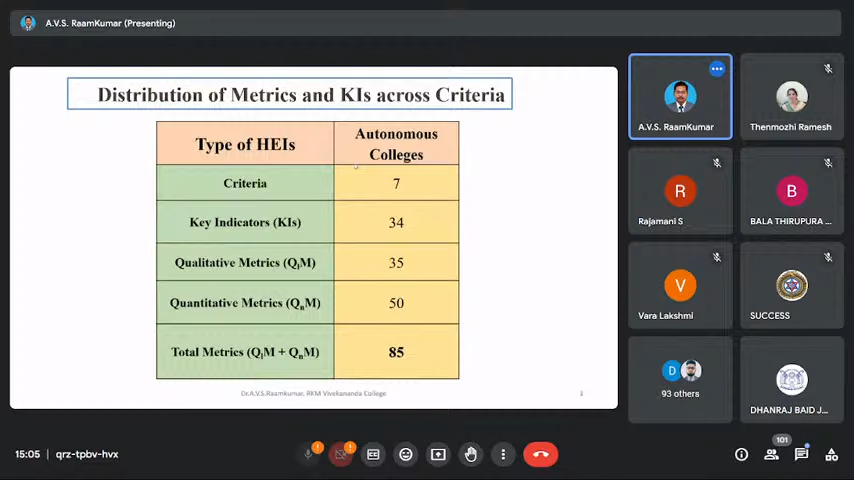 A.V.S. RaamKumar (Presenting)
Distribution of Metrics and KIs across Criteria
Type of HEIs
Autonomous
Colleges
Criteria
7
Key Indicators (KIs)
34
Qualitative Metrics (QlM)
35
Quantitative Metrics (QnM)
50
Total Metrics (QlM + QnM)
85
Dr.A.V.S.Raamkumar, RKM Vivekananda College
3
A.V.S. RaamKumar
Thenmozhi Ramesh
R
Rajamani S
B
BALA THIRUPURA ...
V
Vara Lakshmi
SUCCESS
D
93 others
DHANRAJ BAID J...
15:05 | qrz-tpbv-hvx
101